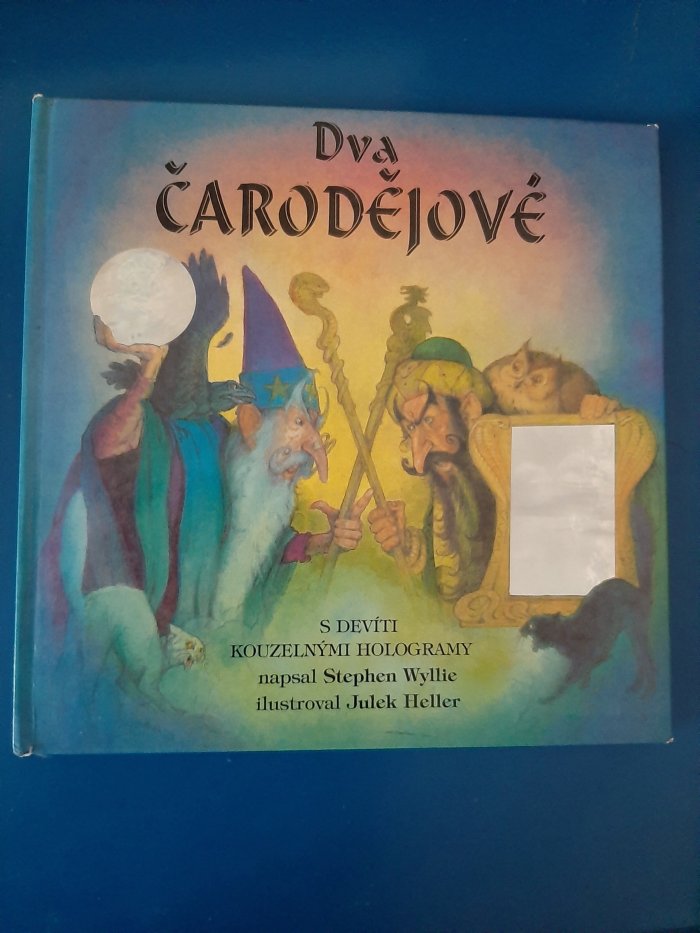 Dva
ČARODĚJOVÉ
S DEVÍTI
KOUZELNÝMI HOLOGRAMY
napsal Stephen Wyllie
ilustroval Julek Heller